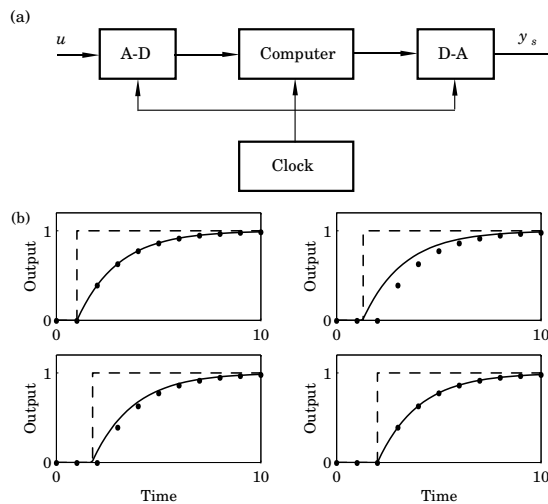 (a)
u
A-D
Computer
D-A
y s
Clock
(b)
Output
1
0
0
10
Output
1
0
0
10
Output
1
0
0
10
Time
Output
1
0
0
10
Time